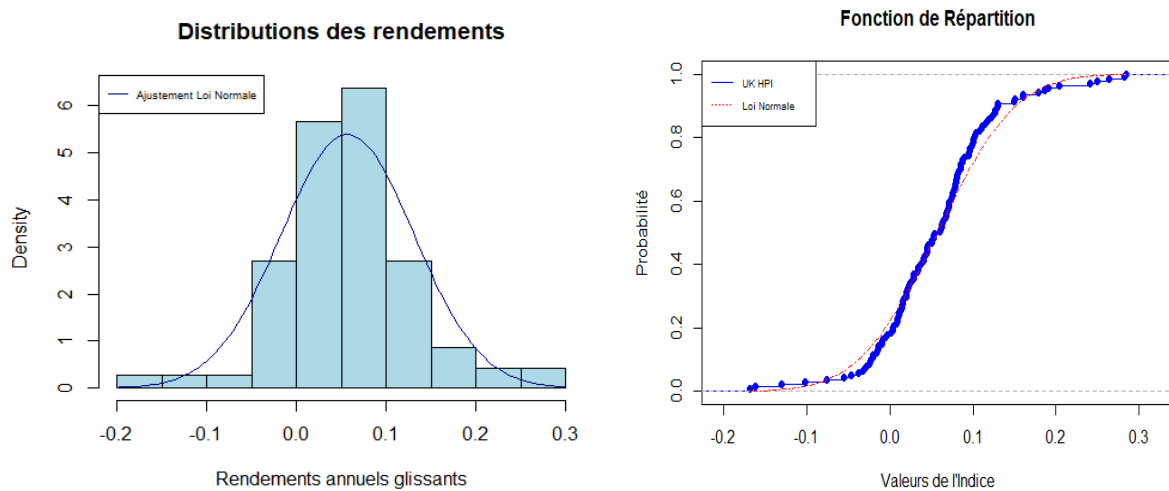 Distributions des rendements
Ajustement Loi Normale
Density
0 1 2 3 4 5 6
-0.2 -0.1 0.0 0.1 0.2 0.3
Rendements annuels glissants
Fonction de Répartition
UK HPI
Loi Normale
Probabilité
0.0 0.2 0.4 0.6 0.8 1.0
-0.2 -0.1 0.0 0.1 0.2 0.3
Valeurs de l'Indice